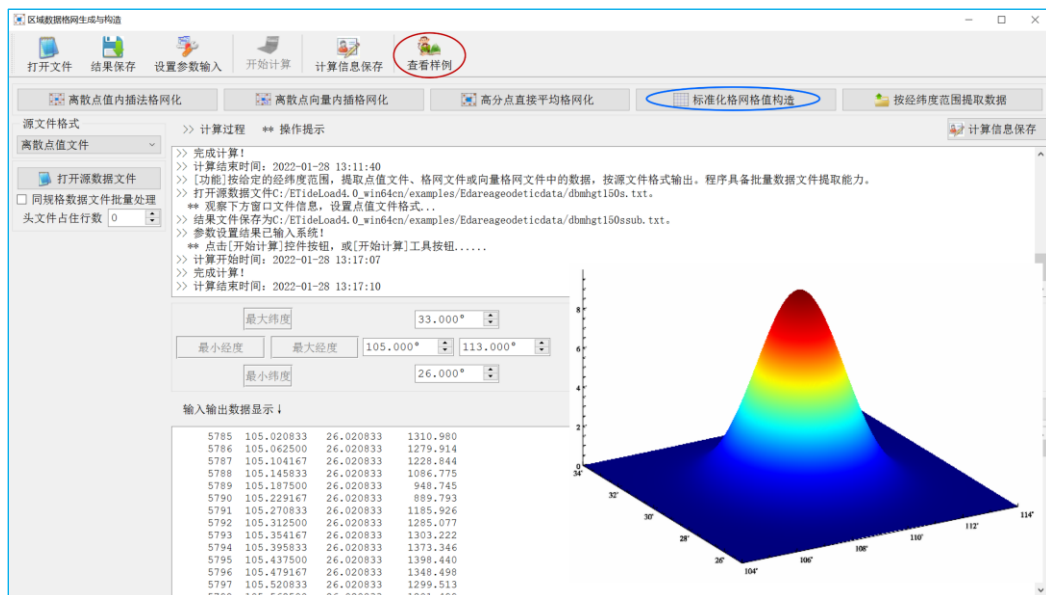 区域数据格网生成与构造
打开文件 结果保存 设置参数输入 开始计算 计算信息保存 查看样例
离散点值内插法格网化 离散点向量内插格网化 高分点直接平均格网化 标准化格网格值构造 按经纬度范围提取数据
源文件格式
离散点值文件
打开源数据文件
同规格数据文件批量处理
头文件占住行数 0
>> 计算过程 ** 操作提示
计算信息保存
>> 完成计算!
>> 计算结束时间: 2022-01-28 13:11:40
>> [功能]按给定的经纬度范围, 提取点值文件、格网文件或向量格网文件中的数据, 按源文件格式输出。程序具备批量数据文件提取能力。
>> 打开源数据文件C:/ETideLoad4.0_win64cn/examples/Edareageodeticdata/dbmhgt150s.txt。
** 观察下方窗口文件信息, 设置点值文件格式...
>> 结果文件保存为C:/ETideLoad4.0_win64cn/examples/Edareageodeticdata/dbmhgt150ssub.txt。
>> 参数设置结果已输入系统!
** 点击[开始计算]控件按钮, 或[开始计算]工具按钮......
>> 计算开始时间: 2022-01-28 13:17:07
>> 完成计算!
>> 计算结束时间: 2022-01-28 13:17:10
最大纬度 33.000°
最小经度 最大经度 105.000° 113.000°
最小纬度 26.000°
输入输出数据显示↓
5785 105.020833 26.020833 1310.980
5786 105.062500 26.020833 1279.914
5787 105.104167 26.020833 1228.844
5788 105.145833 26.020833 1086.775
5789 105.187500 26.020833 948.745
5790 105.229167 26.020833 889.793
5791 105.270833 26.020833 1185.926
5792 105.312500 26.020833 1285.077
5793 105.354167 26.020833 1303.222
5794 105.395833 26.020833 1373.346
5795 105.437500 26.020833 1398.440
5796 105.479167 26.020833 1348.498
5797 105.520833 26.020833 1299.513
8
6
4
2
0
34°
32°
30°
28°
26°
104°
106°
108°
110°
112°
114°